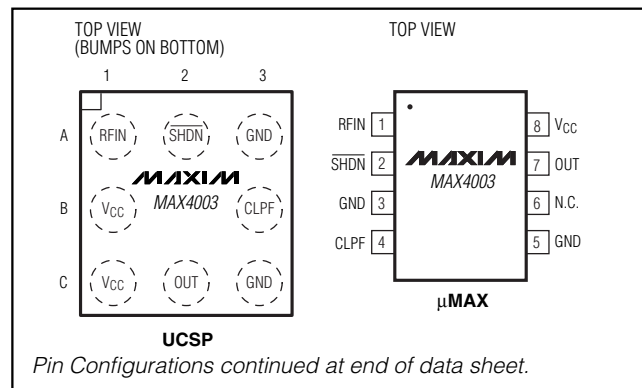 TOP VIEW
(BUMPS ON BOTTOM)
1 2 3
A RFIN SHDN GND
MAXIM
MAX4003
B VCC CLPF
C VCC OUT GND
UCSP
TOP VIEW
RFIN 1 8 VCC
SHDN 2 7 OUT
MAXIM
MAX4003
GND 3 6 N.C.
CLPF 4 5 GND
µMAX
Pin Configurations continued at end of data sheet.